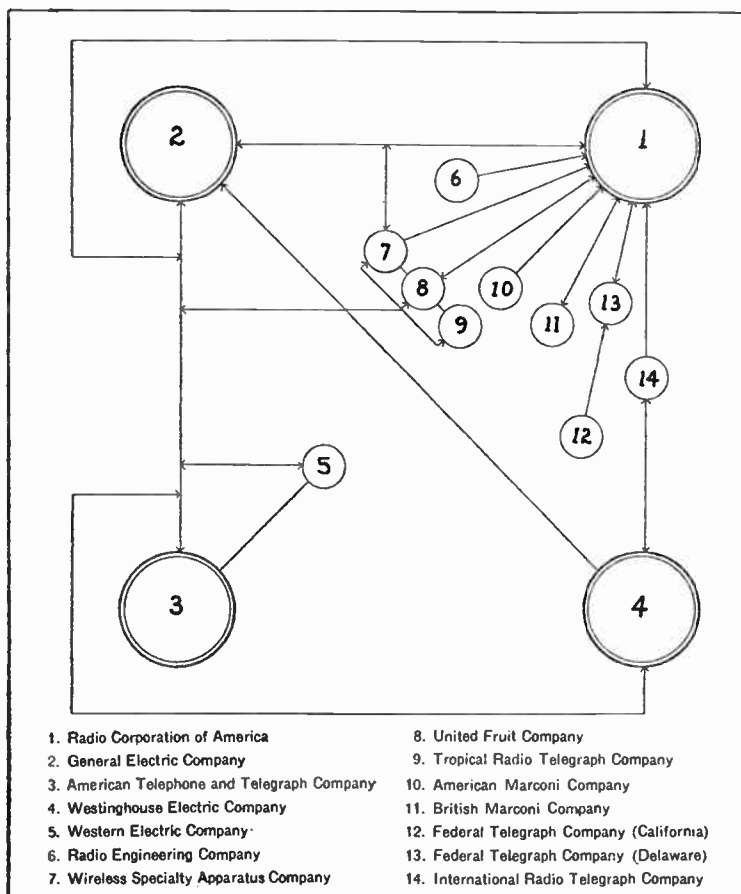 2
1
6
7
8
10
13
11
9
14
12
5
3
4
1. Radio Corporation of America
2. General Electric Company
3. American Telephone and Telegraph Company
4. Westinghouse Electric Company
5. Western Electric Company
6. Radio Engineering Company
7. Wireless Specialty Apparatus Company
8. United Fruit Company
9. Tropical Radio Telegraph Company
10. American Marconi Company
11. British Marconi Company
12. Federal Telegraph Company (California)
13. Federal Telegraph Company (Delaware)
14. International Radio Telegraph Company